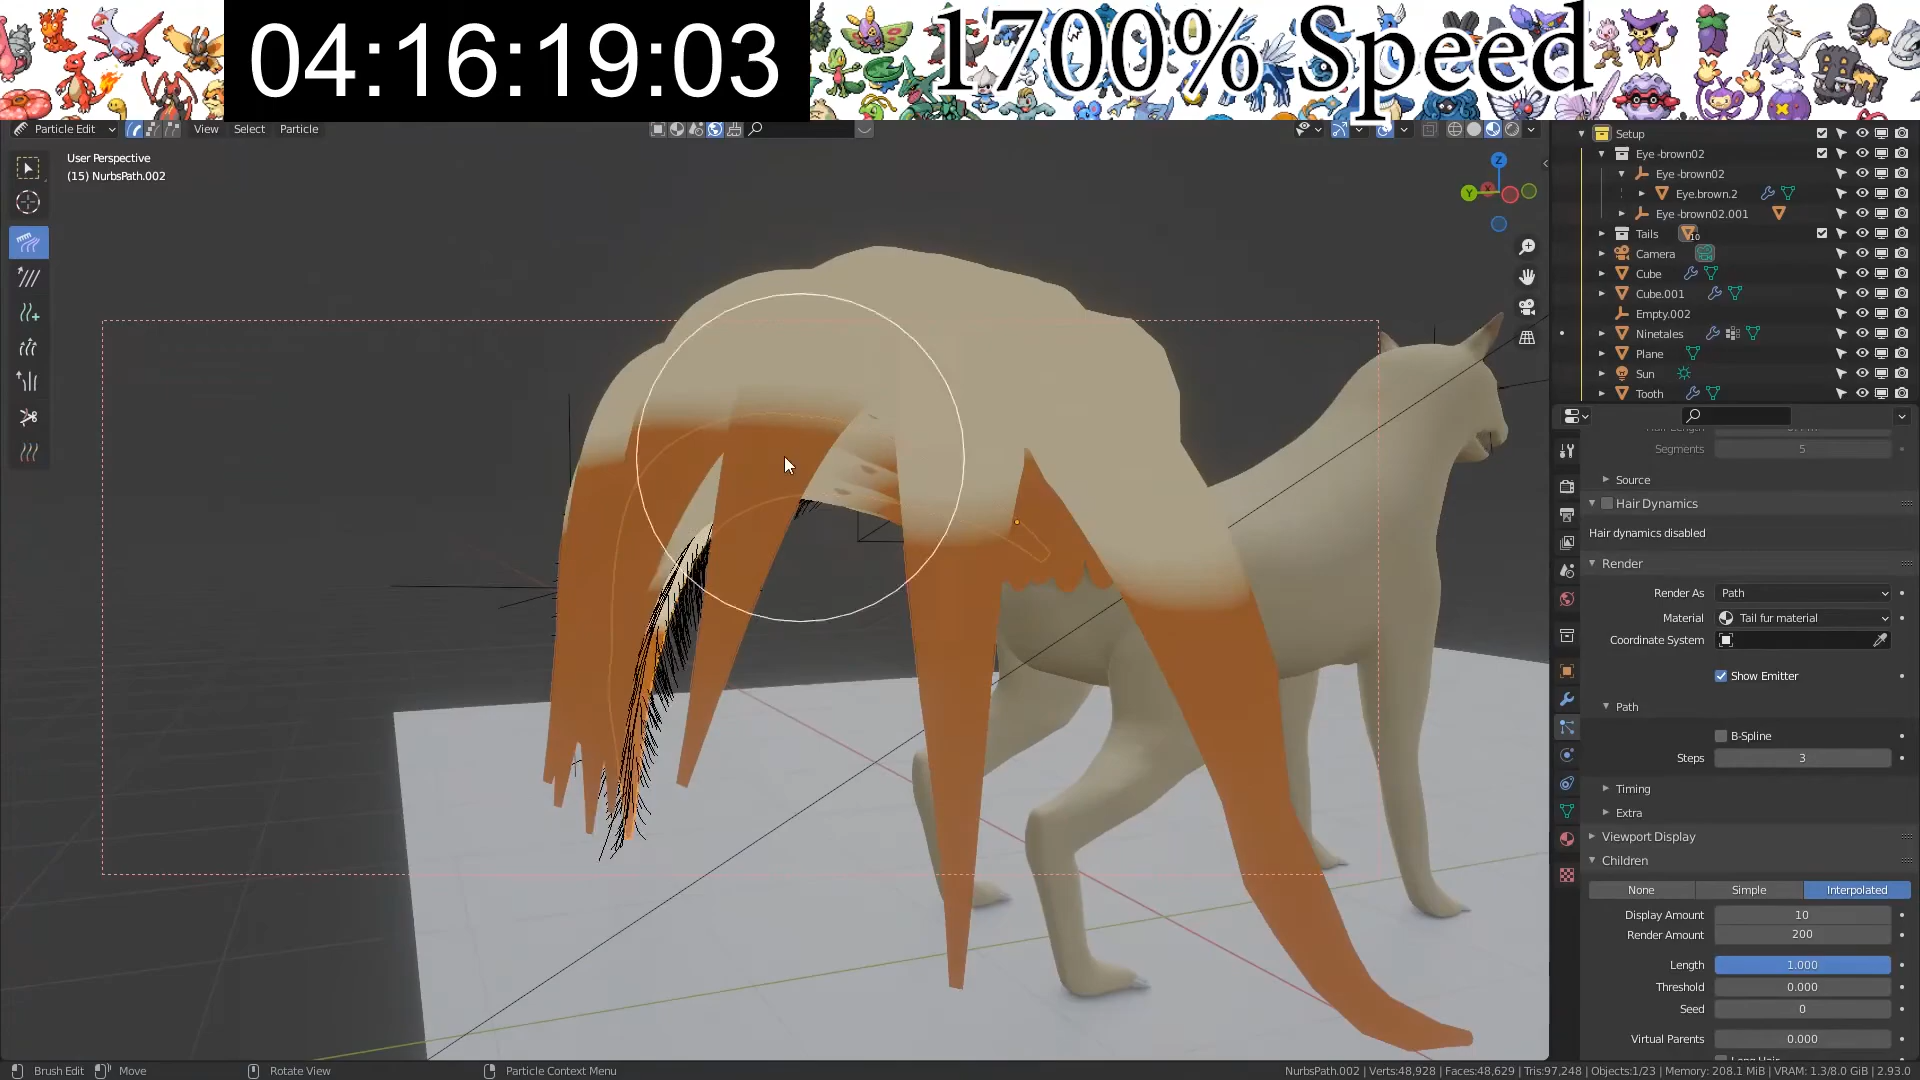 04:16:19:03
1700% Speed
Particle Edit
View
Select
Particle
User Perspective
(15) NurbsPath.002
Z
Y
Setup
Eye -brown02
Eye -brown02
Eye.brown.2
Eye -brown02.001
Tails
10
Camera
Cube
Cube.001
Empty.002
Ninetales
Plane
Sun
Tooth
Segments
5
Source
Hair Dynamics
Hair dynamics disabled
Render
Render As
Path
Material
Tail fur material
Coordinate System
Show Emitter
Path
B-Spline
Steps
3
Timing
Extra
Viewport Display
Children
None
Simple
Interpolated
Display Amount
10
Render Amount
200
Length
1.000
Threshold
0.000
Seed
0
Virtual Parents
0.000
Brush Edit
Move
Rotate View
Particle Context Menu
NurbsPath.002 | Verts:48,928 | Faces:48,629 | Tris:97,248 | Objects:1/23 | Memory: 208.1 MiB | VRAM: 1.3/8.0 GiB | 2.93.0